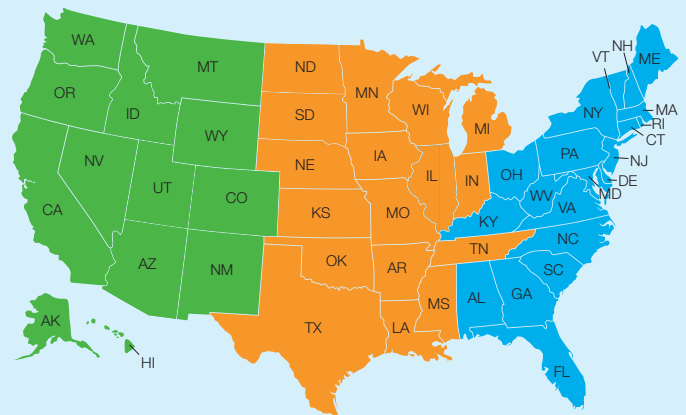 WA
MT
ND
MN
OR
ID
WY
SD
WI
MI
VT
NH
ME
NY
MA
RI
CT
NV
UT
CO
NE
IA
IL
IN
OH
PA
NJ
DE
MD
WV
VA
CA
KS
MO
KY
NC
AZ
NM
OK
AR
TN
SC
AK
HI
TX
LA
MS
AL
GA
FL